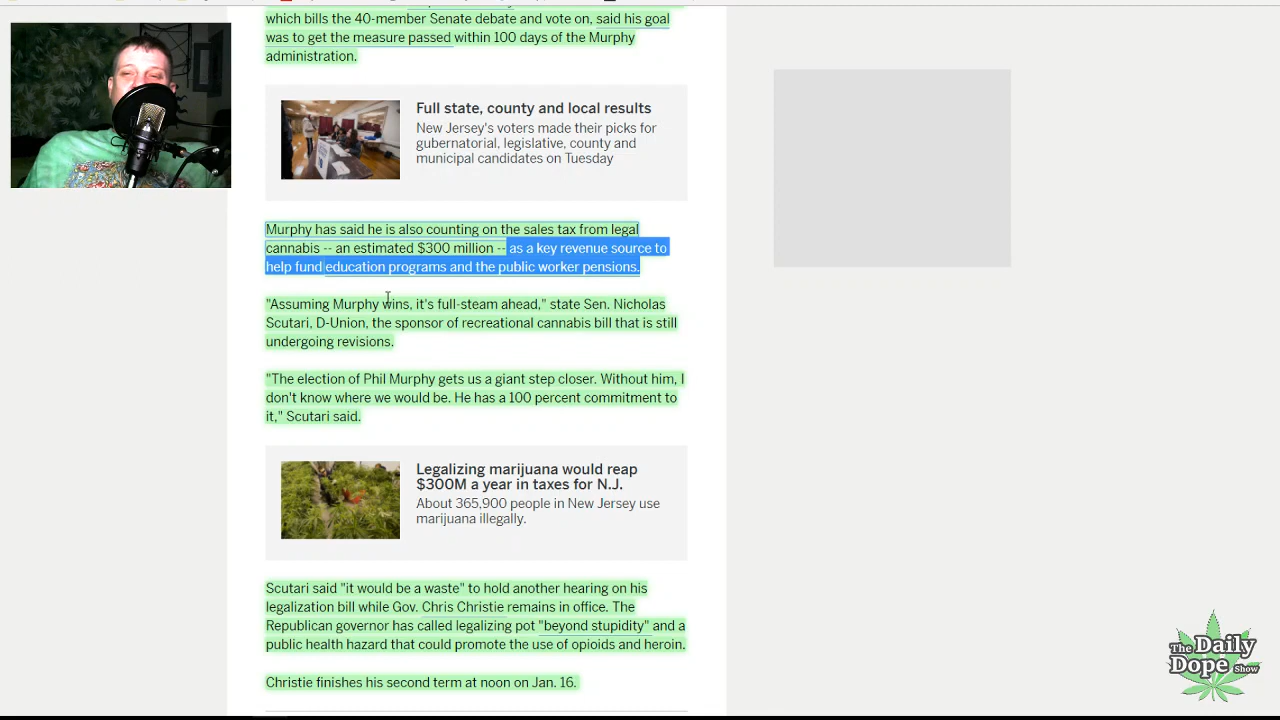 which bills the 40-member Senate debate and vote on, said his goal
was to get the measure passed within 100 days of the Murphy
administration.
Full state, county and local results
New Jersey's voters made their picks for
gubernatorial, legislative, county and
municipal candidates on Tuesday
Murphy has said he is also counting on the sales tax from legal
cannabis -- an estimated $300 million -- as a key revenue source to
help fund education programs and the public worker pensions.
"Assuming Murphy wins, it's full-steam ahead," state Sen. Nicholas
Scutari, D-Union, the sponsor of recreational cannabis bill that is still
undergoing revisions.
"The election of Phil Murphy gets us a giant step closer. Without him, I
don't know where we would be. He has a 100 percent commitment to
it," Scutari said.
Legalizing marijuana would reap
$300M a year in taxes for N.J.
About 365,900 people in New Jersey use
marijuana illegally.
Scutari said "it would be a waste" to hold another hearing on his
legalization bill while Gov. Chris Christie remains in office. The
Republican governor has called legalizing pot "beyond stupidity" and a
public health hazard that could promote the use of opioids and heroin.
Christie finishes his second term at noon on Jan. 16.
The Daily
Dope Show